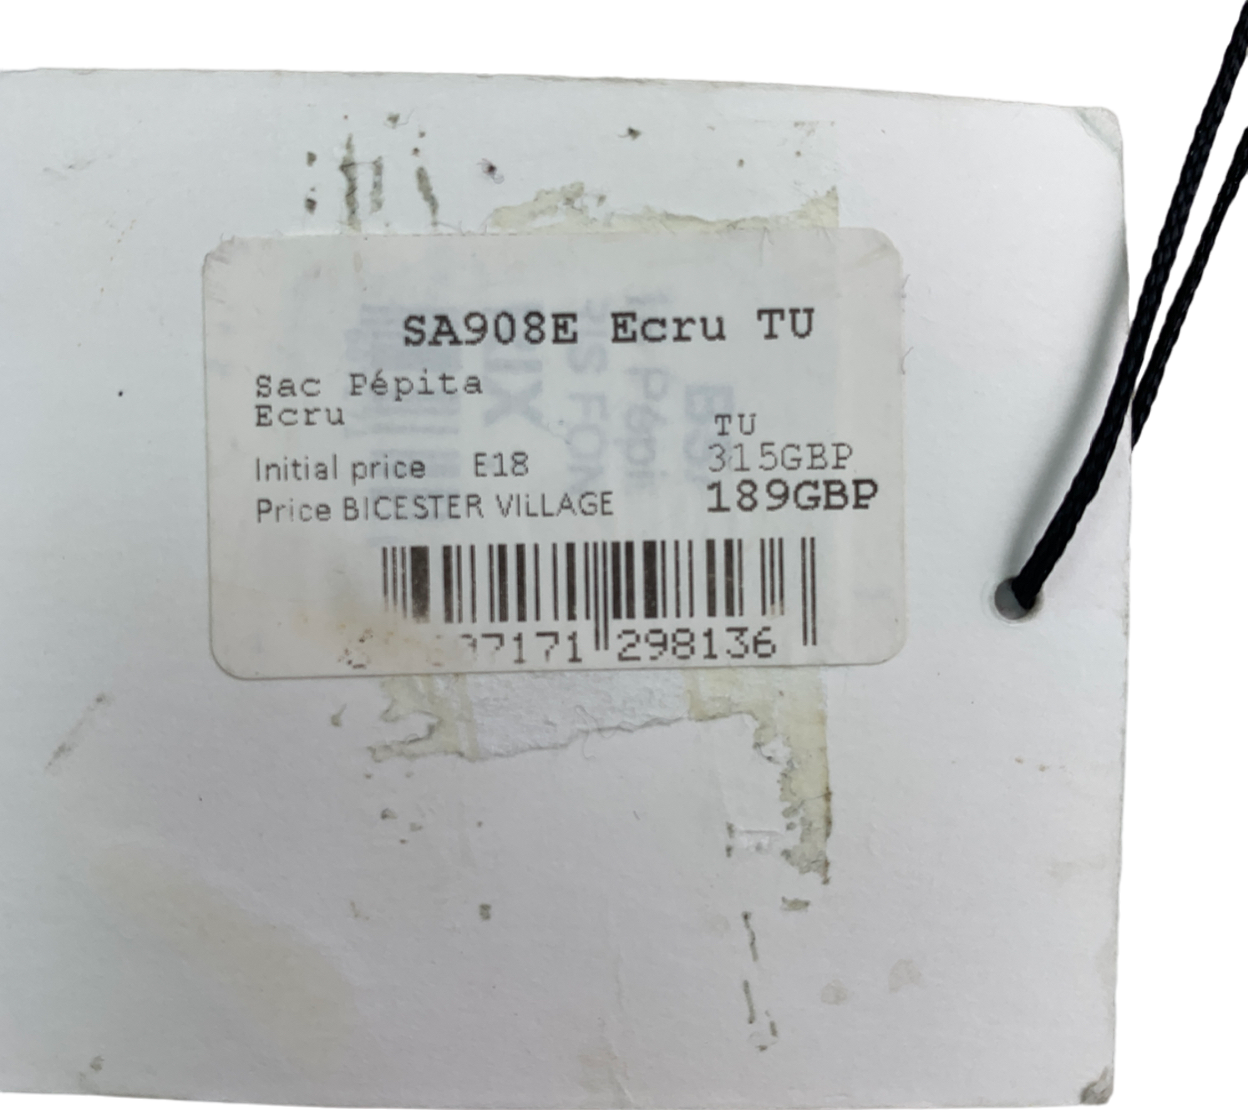 SA908E Ecru TU
Sac Pépita
Ecru
TU
Initial price E18 315GBP
Price BICESTER VILLAGE 189GBP
298136